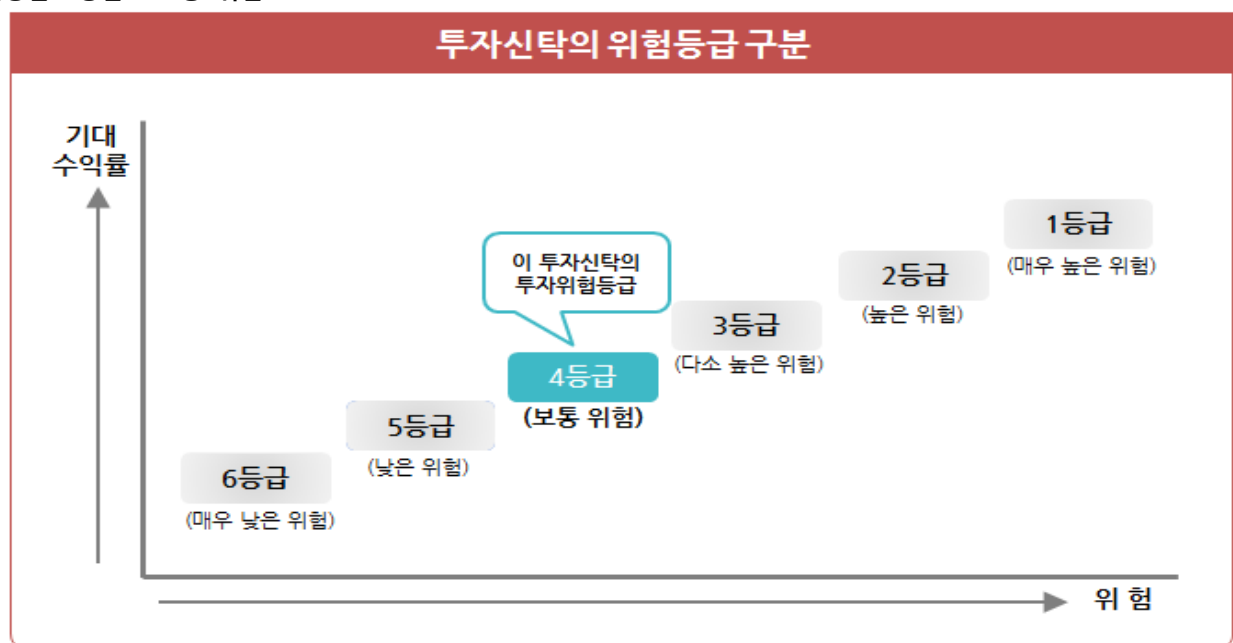 투자신탁의 위험등급 구분
기대
수익률
1등급
(매우 높은 위험)
2등급
(높은 위험)
이 투자신탁의
투자위험등급
3등급
(다소 높은 위험)
4등급
(보통 위험)
5등급
(낮은 위험)
6등급
(매우 낮은 위험)
위 험